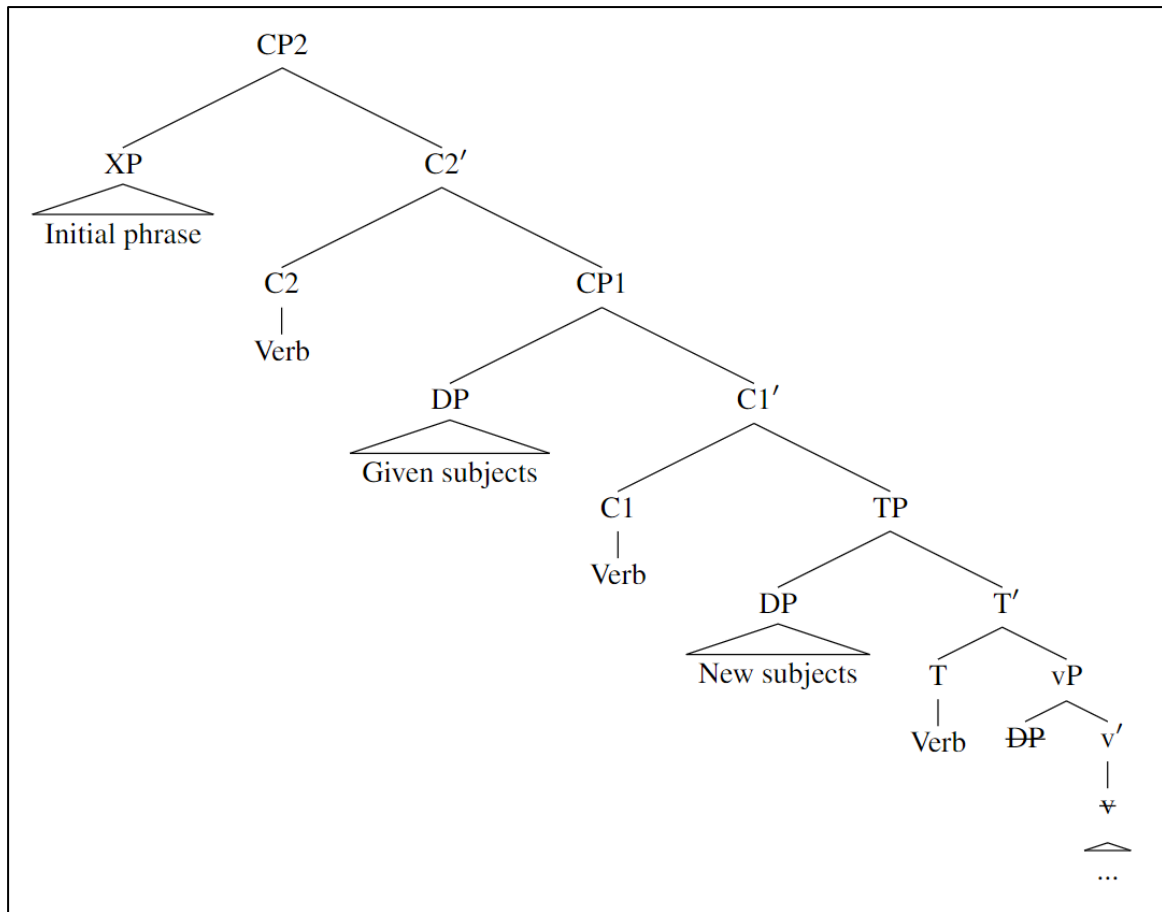 CP2
XP C2′
Initial phrase
C2 CP1
Verb
DP C1′
Given subjects
C1 TP
Verb
DP T′
New subjects
T vP
Verb DP v′
v
...